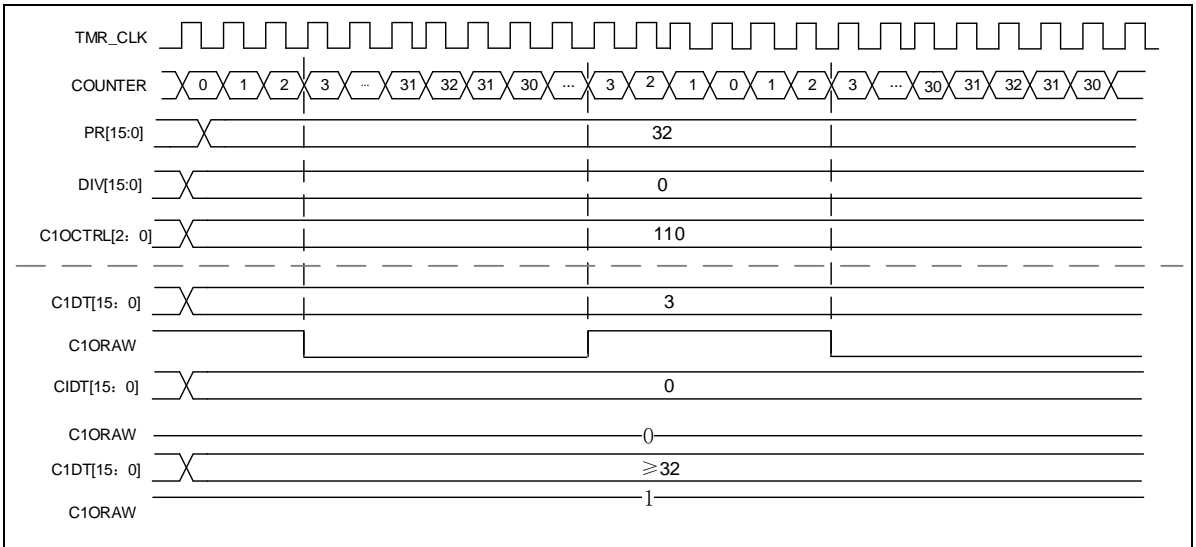 TMR_CLK
COUNTER 0 1 2 3 ... 31 32 31 30 ... 3 2 1 0 1 2 3 ... 30 31 32 31 30
PR[15:0] 32
DIV[15:0] 0
C1OCTRL[2：0] 110
C1DT[15：0] 3
C1ORAW
CIDT[15：0] 0
C1ORAW 0
C1DT[15：0] ≥32
C1ORAW 1